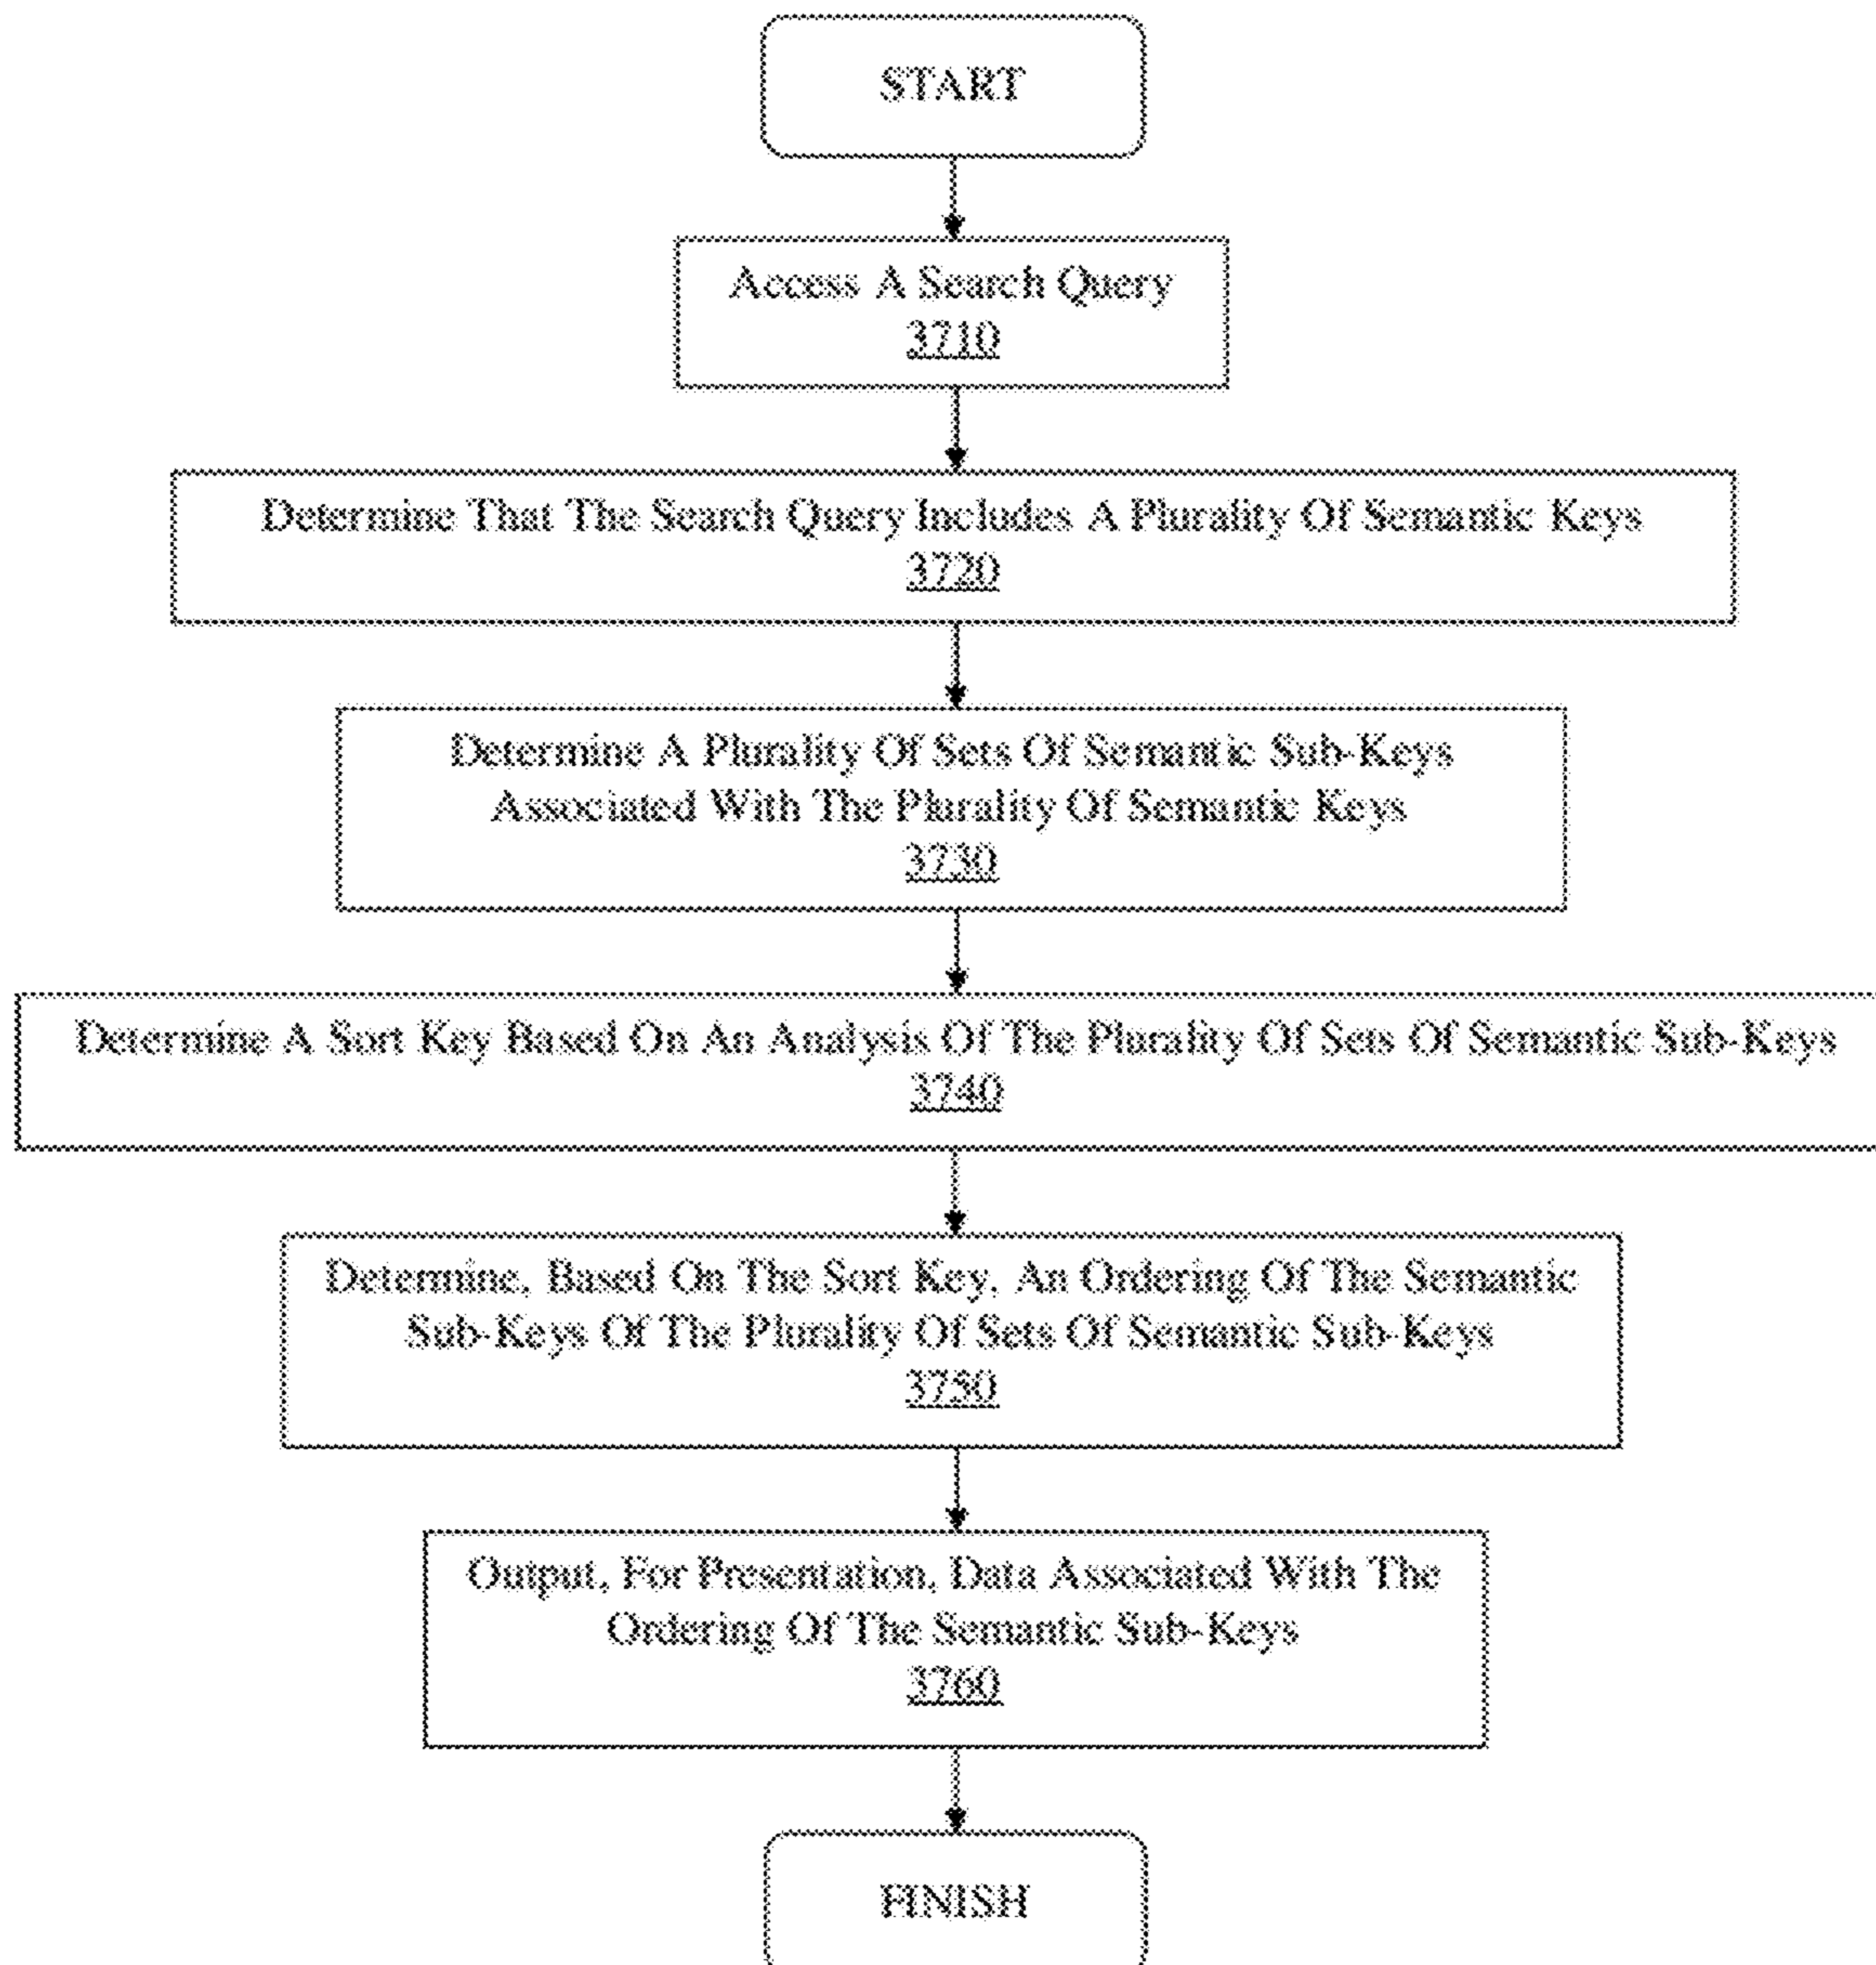 START
Access A Search Query
3710
Determine That The Search Query Includes A Plurality Of Semantic Keys
3720
Determine A Plurality Of Sets Of Semantic Sub-Keys
Associated With The Plurality Of Semantic Keys
3730
Determine A Sort Key Based On An Analysis Of The Plurality Of Sets Of Semantic Sub-Keys
3740
Determine, Based On The Sort Key, An Ordering Of The Semantic
Sub-Keys Of The Plurality Of Sets Of Semantic Sub-Keys
3750
Output, For Presentation, Data Associated With The
Ordering Of The Semantic Sub-Keys
3760
FINISH